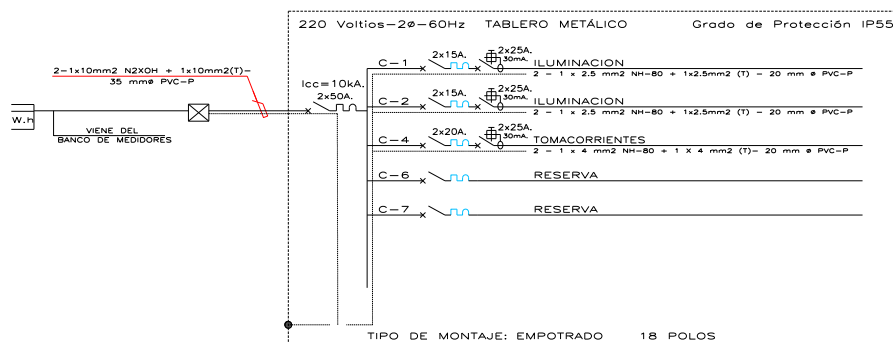 220 Voltios-2ø-60Hz TABLERO METÁLICO Grado de Protección IP55
2-1x10mm2 N2XOH + 1x10mm2(T)-
35 mmø PVC-P
W.h
VIENE DEL
BANCO DE MEDIDORES
Icc=10kA.
2x50A.
C-1 2x15A. 2x25A. 30mA. ILUMINACION
2 - 1 x 2.5 mm2 NH-80 + 1x2.5mm2 (T) - 20 mm ø PVC-P
C-2 2x15A. 2x25A. 30mA. ILUMINACION
2 - 1 x 2.5 mm2 NH-80 + 1x2.5mm2 (T) - 20 mm ø PVC-P
C-4 2x20A. 2x25A. 30mA. TOMACORRIENTES
2 - 1 x 4 mm2 NH-80 + 1 X 4 mm2 (T)- 20 mm ø PVC-P
C-6 RESERVA
C-7 RESERVA
TIPO DE MONTAJE: EMPOTRADO 18 POLOS